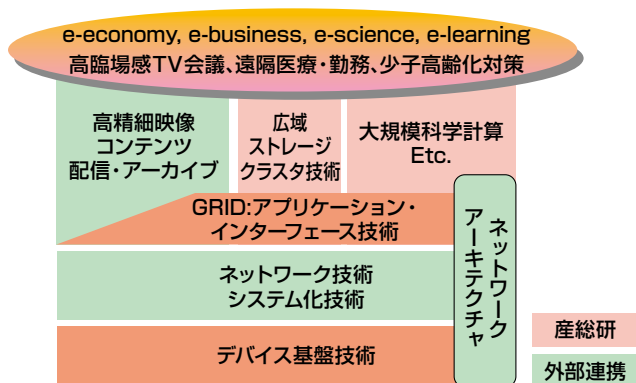 e-economy, e-business, e-science, e-learning
高臨場感TV会議、遠隔医療・勤務、少子高齢化対策
高精細映像
コンテンツ
配信・アーカイブ
広域
ストレージ
クラスタ技術
大規模科学計算
Etc.
GRID:アプリケーション・
インターフェース技術
ネットワーク
アーキテクチャ
ネットワーク技術
システム化技術
デバイス基盤技術
産総研
外部連携